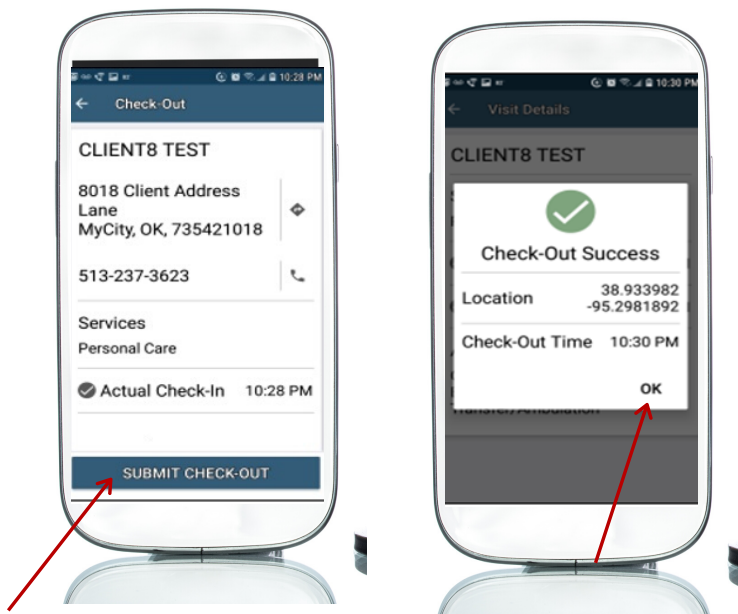 10:28 PM
Check-Out
CLIENT8 TEST
8018 Client Address
Lane
MyCity, OK, 735421018
513-237-3623
Services
Personal Care
Actual Check-In 10:28 PM
SUBMIT CHECK-OUT
10:30 PM
Visit Details
CLIENT8 TEST
Check-Out Success
Location 38.933982
-95.2981892
Check-Out Time 10:30 PM
OK
Transfer/Ambulation